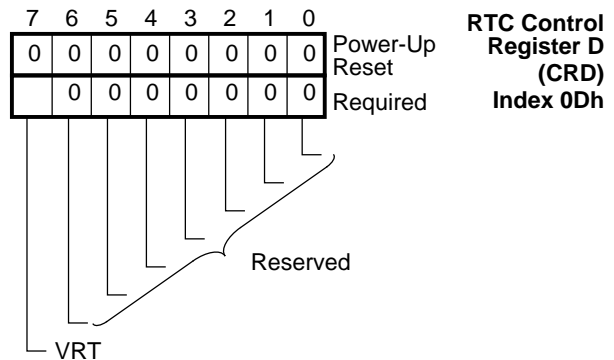 7 6 5 4 3 2 1 0
RTC Control
Register D
(CRD)
Index 0Dh
0 0 0 0 0 0 0 0
Power-Up
Reset
0 0 0 0 0 0 0
Required
Reserved
VRT